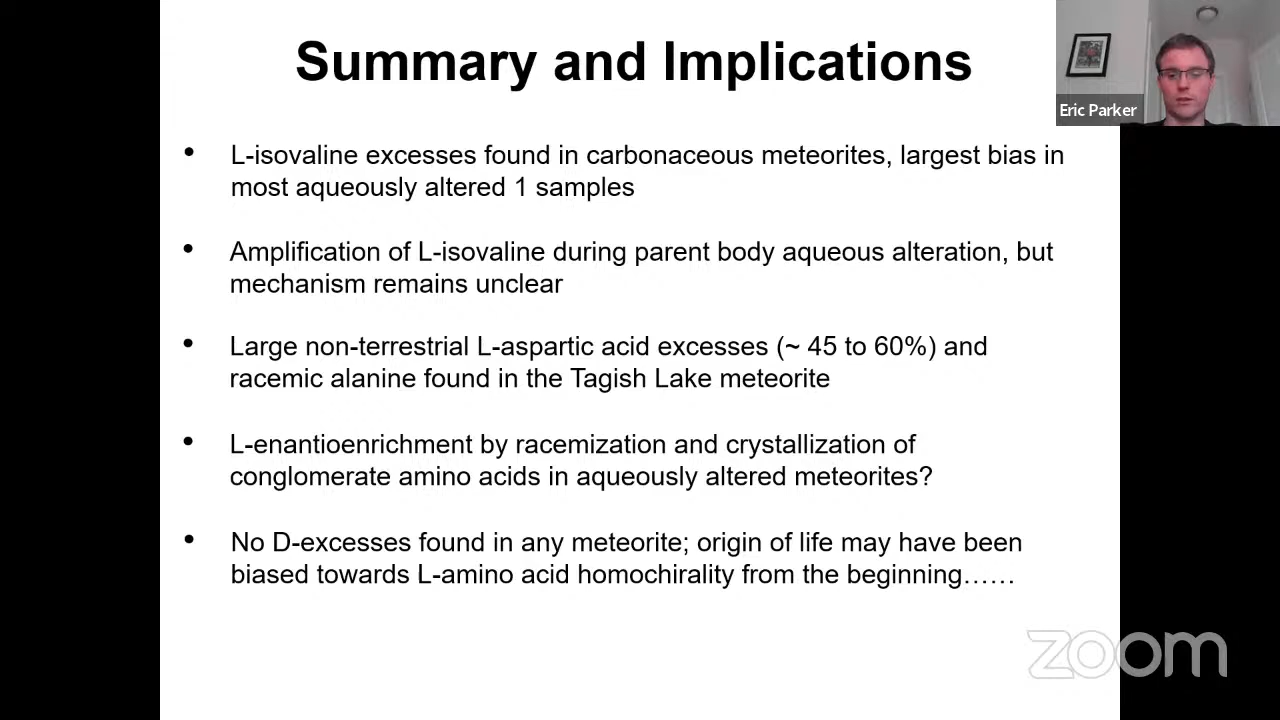 Summary and Implications
Eric Parker
• L-isovaline excesses found in carbonaceous meteorites, largest bias in
most aqueously altered 1 samples
• Amplification of L-isovaline during parent body aqueous alteration, but
mechanism remains unclear
• Large non-terrestrial L-aspartic acid excesses (~ 45 to 60%) and
racemic alanine found in the Tagish Lake meteorite
• L-enantioenrichment by racemization and crystallization of
conglomerate amino acids in aqueously altered meteorites?
• No D-excesses found in any meteorite; origin of life may have been
biased towards L-amino acid homochirality from the beginning……
zoom